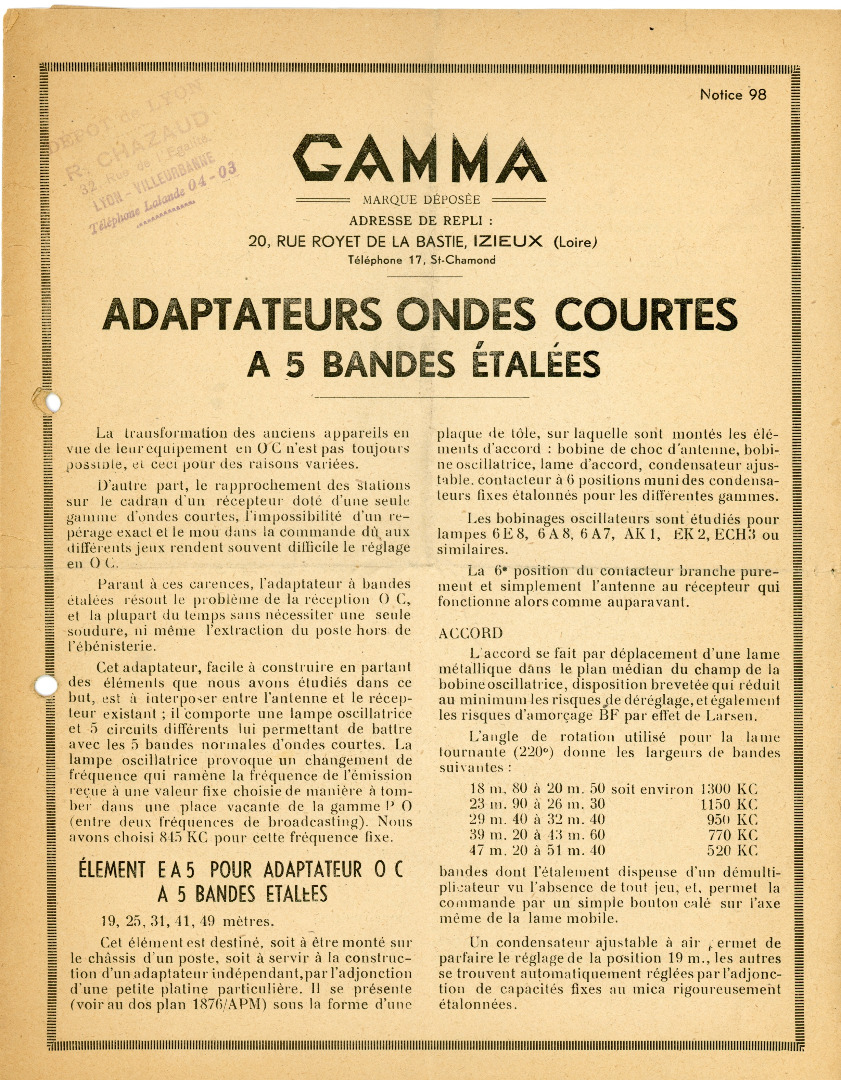 Notice 98
DÉPOT de LYON
R. CHAZAUD
32 rue de l'Egalité
LYON - VILLEURBANNE
Téléphone Lalande 04-03
GAMMA
MARQUE DÉPOSÉE
ADRESSE DE REPLI :
20, RUE ROYET DE LA BASTIE, IZIEUX (Loire)
Téléphone 17, St-Chamond
ADAPTATEURS ONDES COURTES
A 5 BANDES ÉTALÉES
La transformation des anciens appareils en
vue de leur équipement en O C n'est pas toujours
possible, et ceci pour des raisons variées.
D'autre part, le rapprochement des stations
sur le cadran d'un récepteur doté d'une seule
gamme d'ondes courtes, l'impossibilité d'un re-
pérage exact et le mou dans la commande dû aux
différents jeux rendent souvent difficile le réglage
en O C.
Parant à ces carences, l'adaptateur à bandes
étalées résout le problème de la réception O C,
et la plupart du temps sans nécessiter une seule
soudure, ni même l'extraction du poste hors de
l'ébénisterie.
Cet adaptateur, facile à construire en partant
des éléments que nous avons étudiés dans ce
but, est à interposer entre l'antenne et le récep-
teur existant ; il comporte une lampe oscillatrice
et 5 circuits différents lui permettant de battre
avec les 5 bandes normales d'ondes courtes. La
lampe oscillatrice provoque un changement de
fréquence qui ramène la fréquence de l'émission
reçue à une valeur fixe choisie de manière à tom-
ber dans une place vacante de la gamme P O
(entre deux fréquences de broadcasting). Nous
avons choisi 845 KC pour cette fréquence fixe.
ÉLEMENT E A 5 POUR ADAPTATEUR O C
A 5 BANDES ETALÉES
19, 25, 31, 41, 49 mètres.
Cet élément est destiné, soit à être monté sur
le châssis d'un poste, soit à servir à la construc-
tion d'un adaptateur indépendant, par l'adjonction
d'une petite platine particulière. Il se présente
(voir au dos plan 1876/APM) sous la forme d'une
plaque de tôle, sur laquelle sont montés les élé-
ments d'accord : bobine de choc d'antenne, bobi-
ne oscillatrice, lame d'accord, condensateur ajus-
table, contacteur à 6 positions muni des condensa-
teurs fixes étalonnés pour les différentes gammes.
Les bobinages oscillateurs sont étudiés pour
lampes 6 E 8, 6 A 8, 6 A 7, AK 1, EK 2, ECH 3 ou
similaires.
La 6e position du contacteur branche pure-
ment et simplement l'antenne au récepteur qui
fonctionne alors comme auparavant.
ACCORD
L'accord se fait par déplacement d'une lame
métallique dans le plan médian du champ de la
bobine oscillatrice, disposition brevetée qui réduit
au minimum les risques de déréglage, et également
les risques d'amorçage BF par effet de Larsen.
L'angle de rotation utilisé pour la lame
tournante (220°) donne les largeurs de bandes
suivantes :
18 m. 80 à 20 m. 50 soit environ 1300 KC
23 m. 90 à 26 m. 30 1150 KC
29 m. 40 à 32 m. 40 950 KC
39 m. 20 à 43 m. 60 770 KC
47 m. 20 à 51 m. 40 520 KC
bandes dont l'étalement dispense d'un démulti-
plicateur vu l'absence de tout jeu, et, permet la
commande par un simple bouton calé sur l'axe
même de la lame mobile.
Un condensateur ajustable à air permet de
parfaire le réglage de la position 19 m., les autres
se trouvent automatiquement réglées par l'adjonc-
tion de capacités fixes au mica rigoureusement
étalonnées.